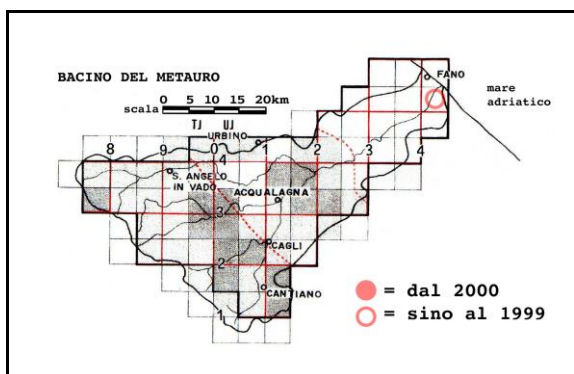 BACINO DEL METAURO
0 5 10 15 20km
scala
FANO
mare
adriatico
TJ UJ
URBINO
8 9 0 1 2 3 4
4
S. ANGELO
IN VADO
ACQUALAGNA
3
CAGLI
2
CANTIANO
1
= dal 2000
= sino al 1999